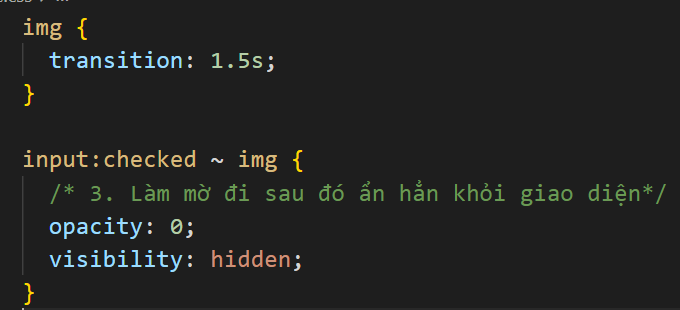 img {
  transition: 1.5s;
}
input:checked ~ img {
  /* 3. Làm mờ đi sau đó ẩn hẳn khỏi giao diện*/
  opacity: 0;
  visibility: hidden;
}